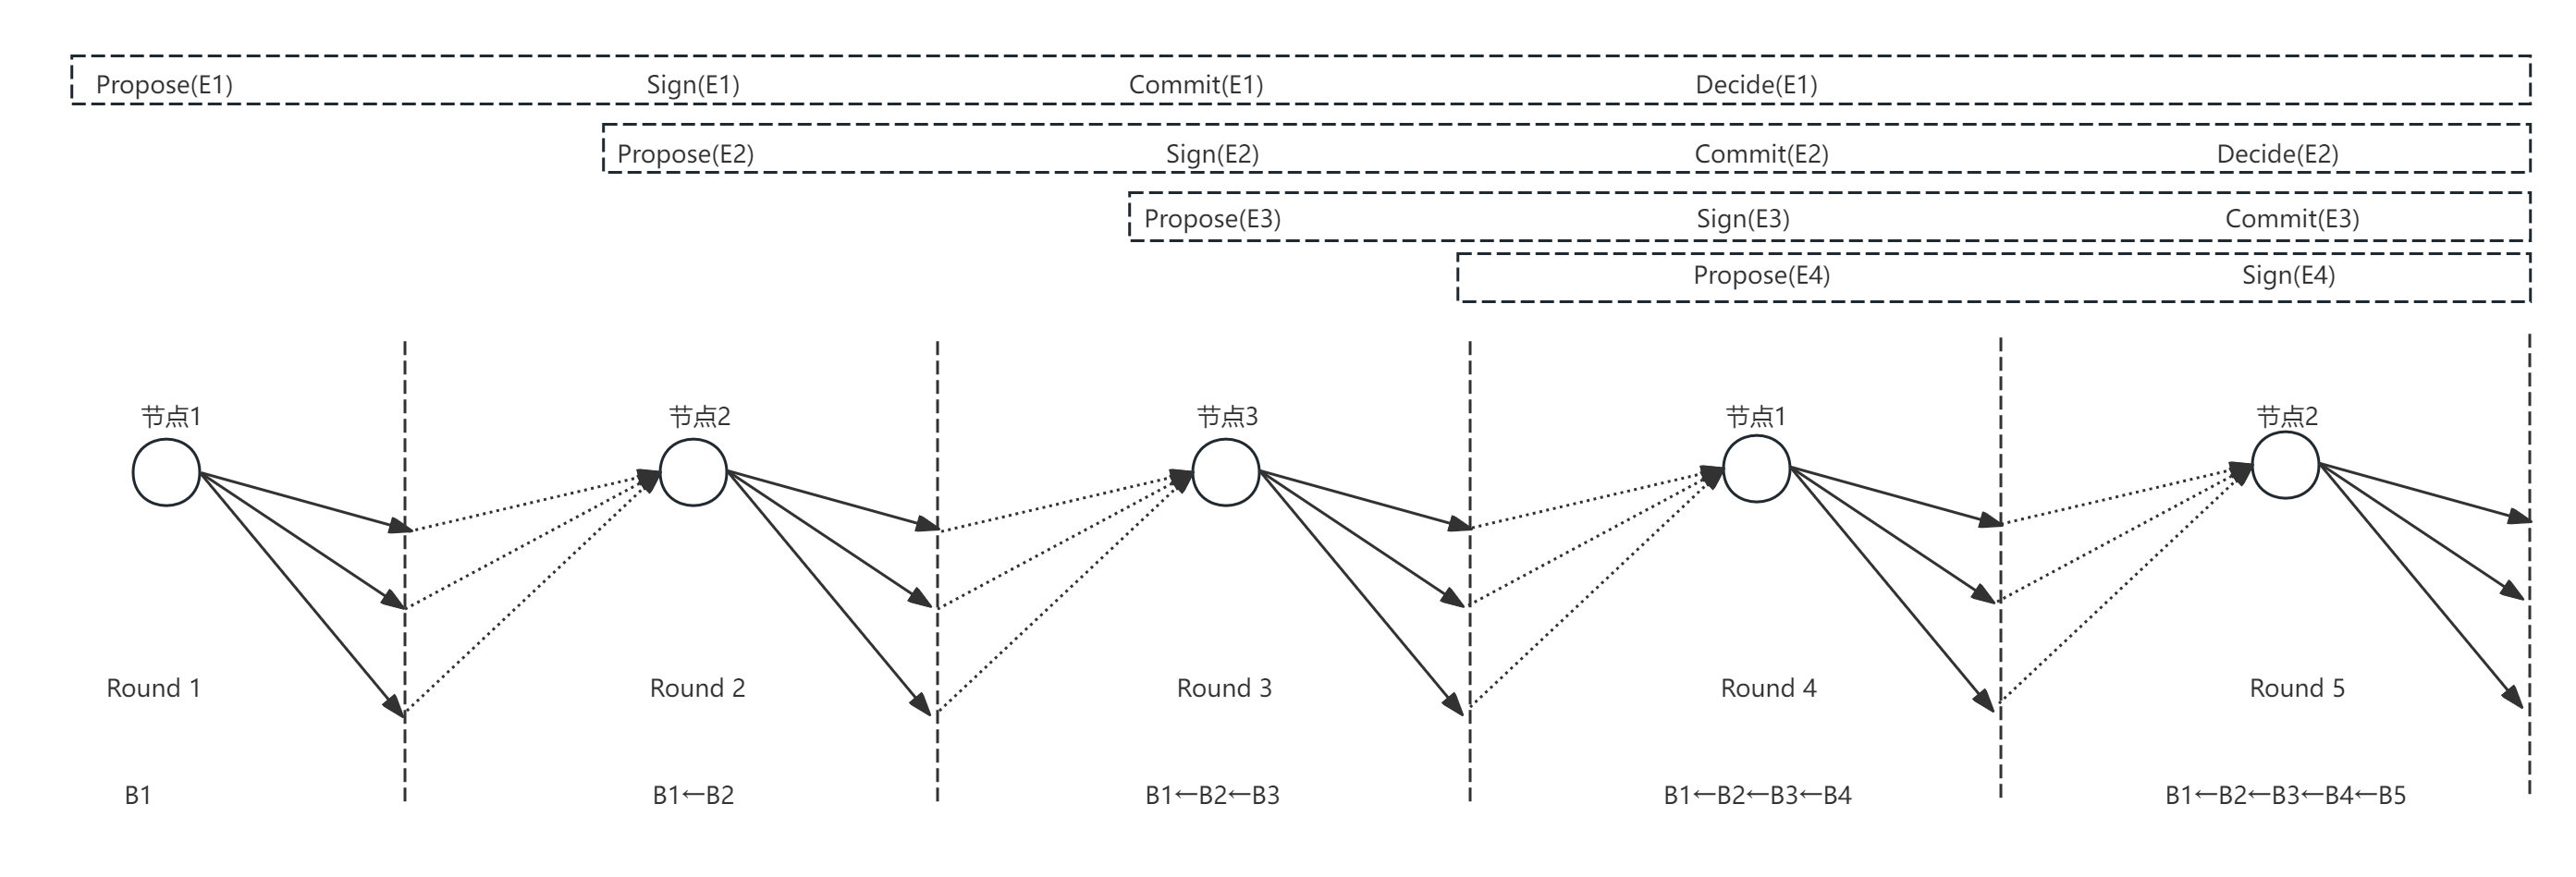 Propose(E1) Sign(E1) Commit(E1) Decide(E1)
Propose(E2) Sign(E2) Commit(E2) Decide(E2)
Propose(E3) Sign(E3) Commit(E3)
Propose(E4) Sign(E4)
节点1 节点2 节点3 节点1 节点2
Round 1 Round 2 Round 3 Round 4 Round 5
B1 B1←B2 B1←B2←B3 B1←B2←B3←B4 B1←B2←B3←B4←B5